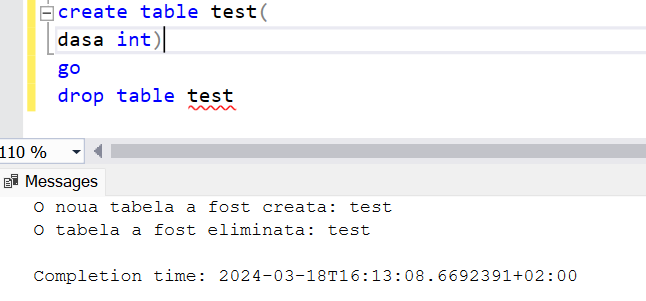 create table test(
dasa int)
go
drop table test
110 %
Messages
O noua tabela a fost creata: test
O tabela a fost eliminata: test
Completion time: 2024-03-18T16:13:08.6692391+02:00